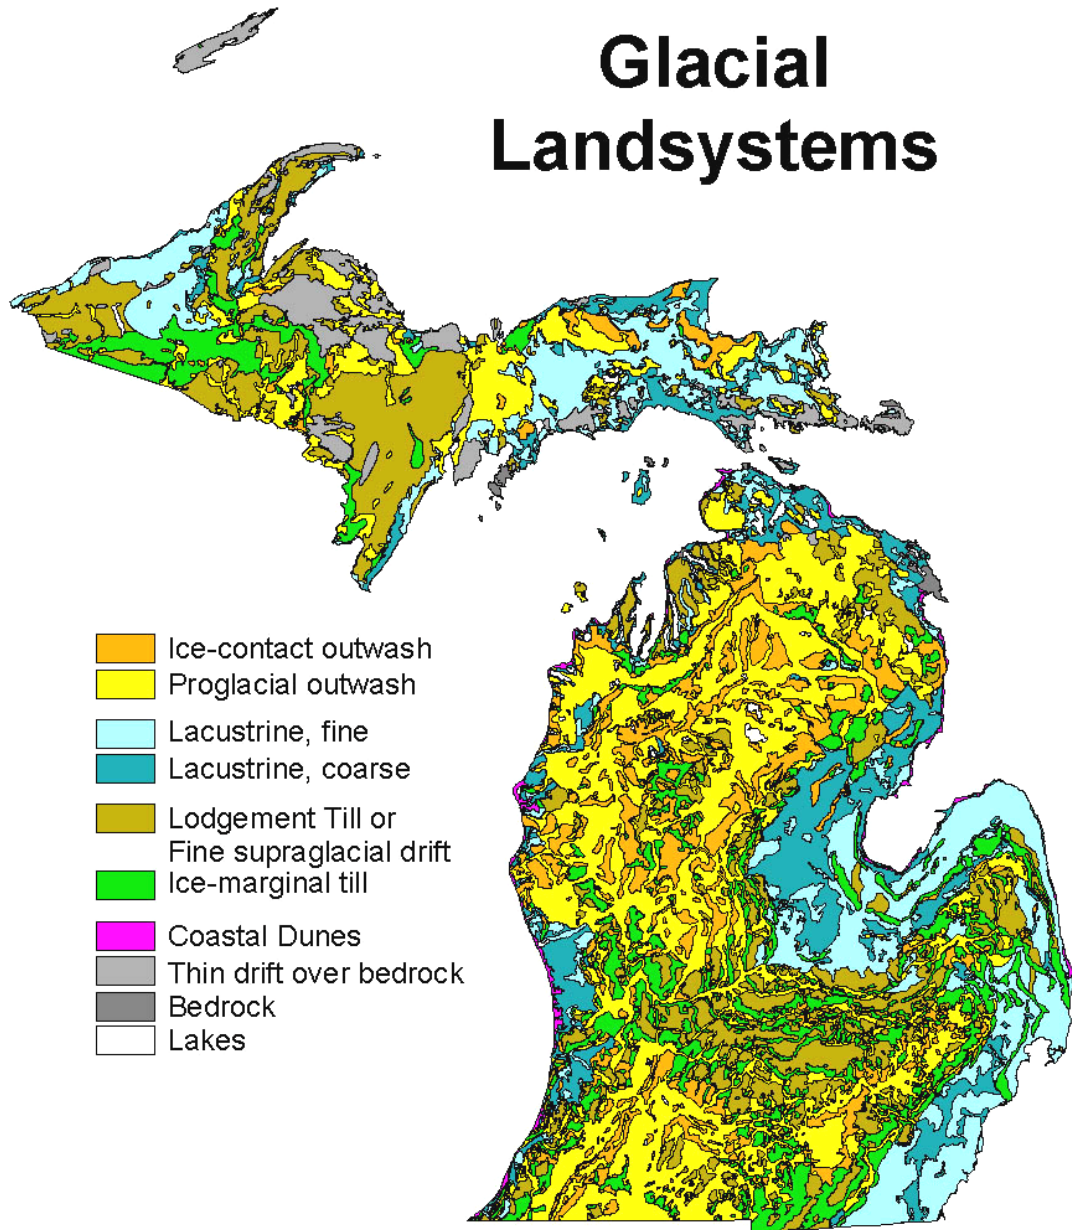 Glacial
Landsystems
Ice-contact outwash
Proglacial outwash
Lacustrine, fine
Lacustrine, coarse
Lodgement Till or
Fine supraglacial drift
Ice-marginal till
Coastal Dunes
Thin drift over bedrock
Bedrock
Lakes